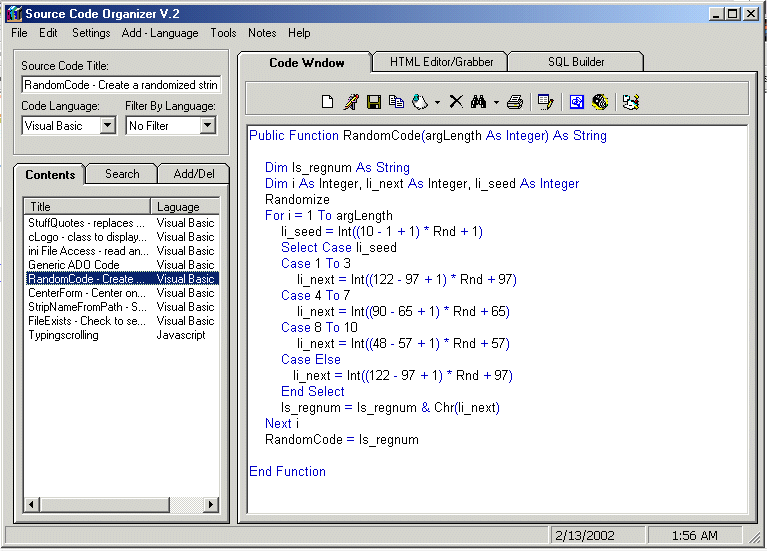 Source Code Organizer V.2
File Edit Settings Add - Language Tools Notes Help
Source Code Title:
RandomCode - Create a randomized strin
Code Language: Filter By Language:
Visual Basic No Filter
Contents Search Add/Del
Title Laguage
StuffQuotes - replaces ... Visual Basic
cLogo - class to display... Visual Basic
ini File Access - read an... Visual Basic
Generic ADO Code Visual Basic
RandomCode - Create ... Visual Basic
CenterForm - Center on... Visual Basic
StripNameFromPath - S... Visual Basic
FileExists - Check to se... Visual Basic
Typingscrolling Javascript
Code Wndow HTML Editor/Grabber SQL Builder
Public Function RandomCode(argLength As Integer) As String
Dim ls_regnum As String
Dim i As Integer, li_next As Integer, li_seed As Integer
Randomize
For i = 1 To argLength
li_seed = Int((10 - 1 + 1) * Rnd + 1)
Select Case li_seed
Case 1 To 3
li_next = Int((122 - 97 + 1) * Rnd + 97)
Case 4 To 7
li_next = Int((90 - 65 + 1) * Rnd + 65)
Case 8 To 10
li_next = Int((48 - 57 + 1) * Rnd + 57)
Case Else
li_next = Int((122 - 97 + 1) * Rnd + 97)
End Select
ls_regnum = ls_regnum & Chr(li_next)
Next i
RandomCode = ls_regnum
End Function
2/13/2002 1:56 AM